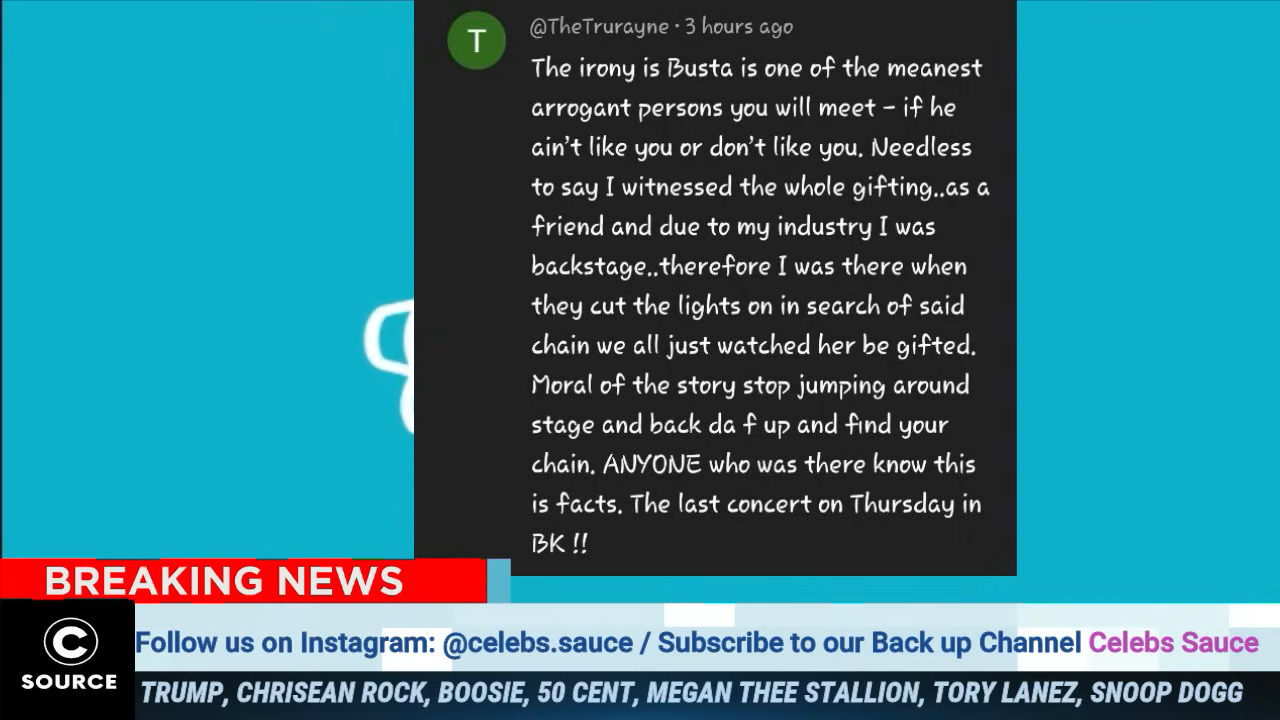 T
@TheTrurayne · 3 hours ago
The irony is Busta is one of the meanest
arrogant persons you will meet – if he
ain't like you or don't like you. Needless
to say I witnessed the whole gifting..as a
friend and due to my industry I was
backstage..therefore I was there when
they cut the lights on in search of said
chain we all just watched her be gifted.
Moral of the story stop jumping around
stage and back da f up and find your
chain. ANYONE who was there know this
is facts. The last concert on Thursday in
BK !!
BREAKING NEWS
C
SOURCE
Follow us on Instagram: @celebs.sauce / Subscribe to our Back up Channel Celebs Sauce
TRUMP, CHRISEAN ROCK, BOOSIE, 50 CENT, MEGAN THEE STALLION, TORY LANEZ, SNOOP DOGG